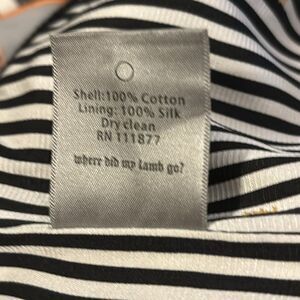 Shell:100% Cotton
Lining: 100% Silk
Dry clean
RN 111877
where did my lamb go?